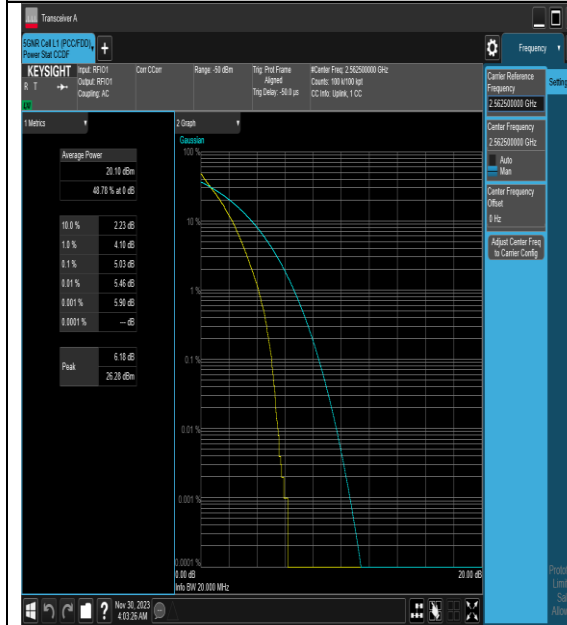 Transceiver A
5GNR Cell L1 (PCC/FDD)
Power Stat CCDF
Frequency
KEYSIGHT
R T
LV
Input: RFIO1
Output: RFIO1
Coupling: AC
Corr CCorr
Range: -50 dBm
Trig: Prot Frame
Aligned
Trig Delay: -50.0 µs
#Center Freq: 2.562500000 GHz
Counts: 100 k/100 kpt
CC Info: Uplink, 1 CC
1 Metrics
Average Power
20.10 dBm
48.78 % at 0 dB
10.0 % 2.23 dB
1.0 % 4.10 dB
0.1 % 5.03 dB
0.01 % 5.46 dB
0.001 % 5.90 dB
0.0001 % --- dB
Peak
6.18 dB
26.28 dBm
2 Graph
Gaussian
100 %
10 %
1 %
0.1 %
0.01 %
0.001 %
0.0001 %
0.00 dB
20.00 dB
Info BW 20.000 MHz
Carrier Reference
Frequency
2.562500000 GHz
Center Frequency
2.562500000 GHz
Auto
Man
Center Frequency
Offset
0 Hz
Adjust Center Freq
to Carrier Config
Setting
Nov 30, 2023
4:03:26 AM
?